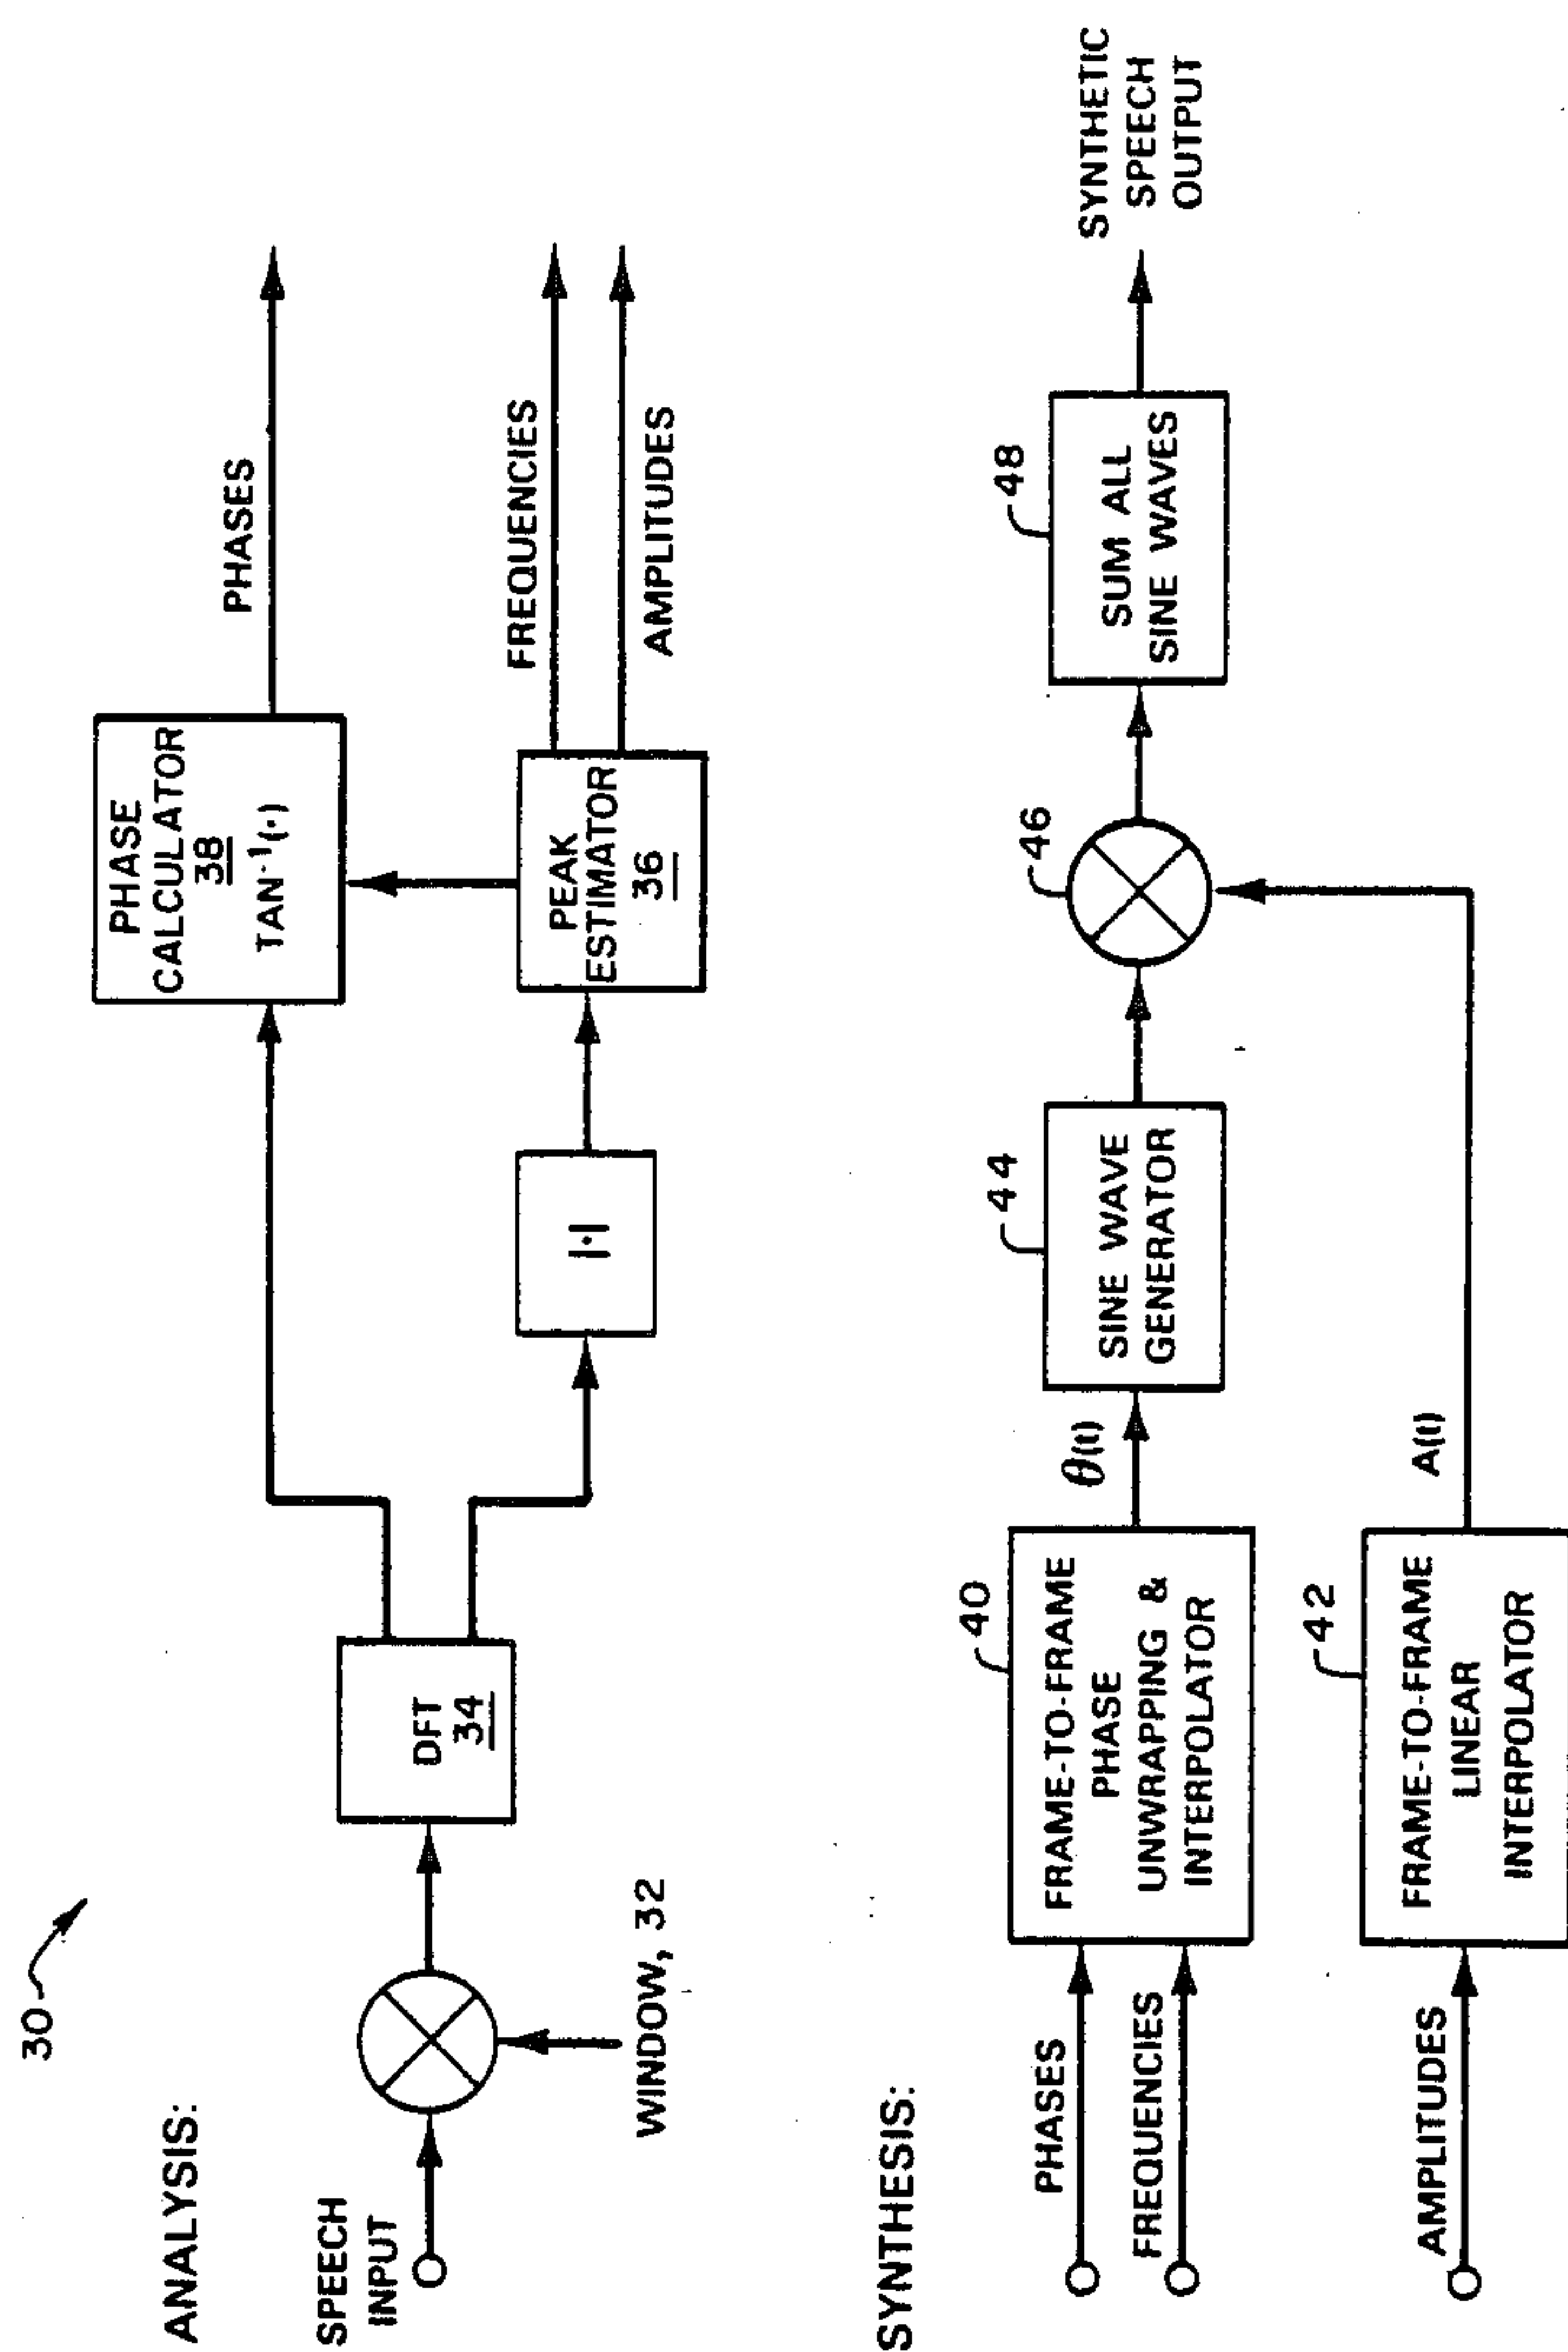 30
ANALYSIS:
SPEECH
INPUT
WINDOW, 32
DFT
34
|·|
PHASE
CALCULATOR
38
TAN⁻¹(·)
PEAK
ESTIMATOR
36
PHASES
FREQUENCIES
AMPLITUDES
SYNTHESIS:
PHASES
FREQUENCIES
AMPLITUDES
40
FRAME-TO-FRAME
PHASE
UNWRAPPING &
INTERPOLATOR
42
FRAME-TO-FRAME
LINEAR
INTERPOLATOR
θ(t)
A(t)
44
SINE WAVE
GENERATOR
46
48
SUM ALL
SINE WAVES
SYNTHETIC
SPEECH
OUTPUT